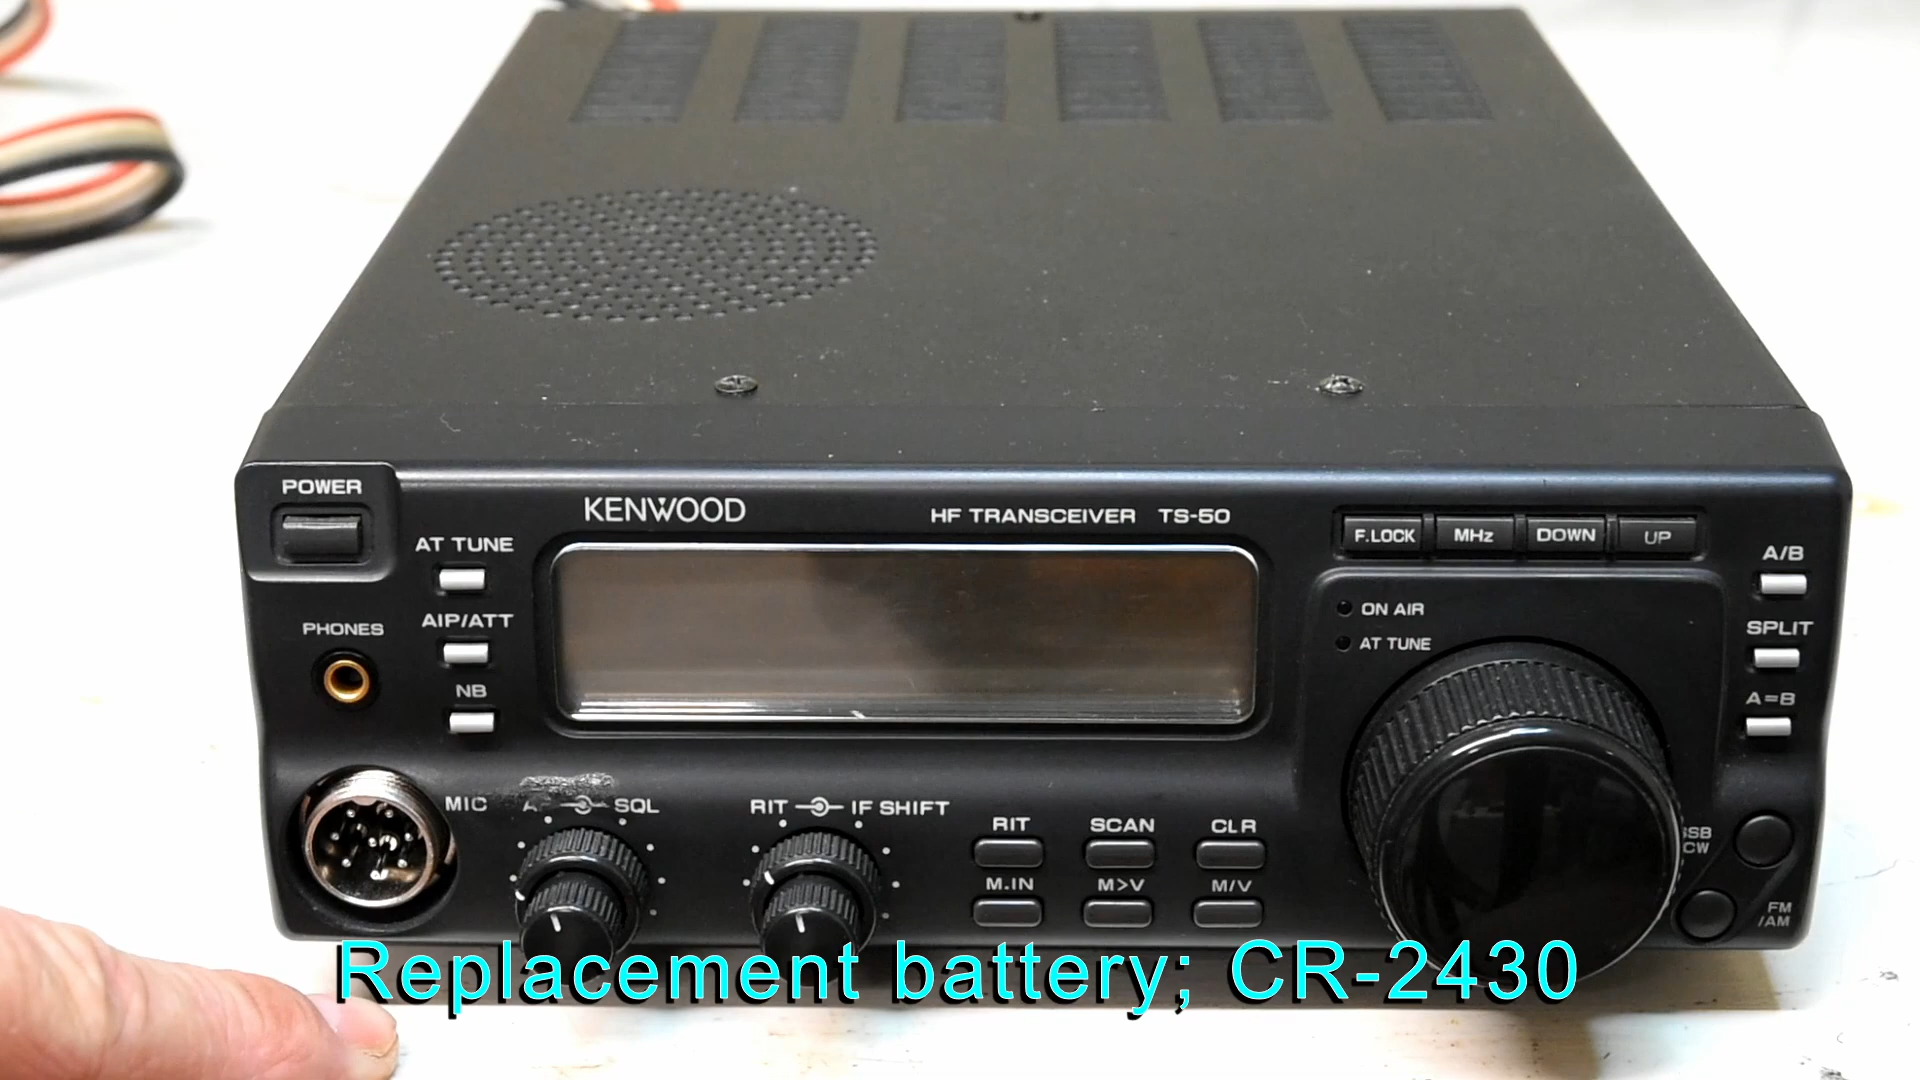 POWER
KENWOOD
HF TRANSCEIVER TS-50
F.LOCK MHz DOWN UP
AT TUNE
A/B
ON AIR
AIP/ATT
PHONES
SPLIT
AT TUNE
NB
A=B
MIC
SQL
RIT IF SHIFT
RIT SCAN CLR
M.IN M>V M/V
CW
FM
/AM
Replacement battery; CR-2430